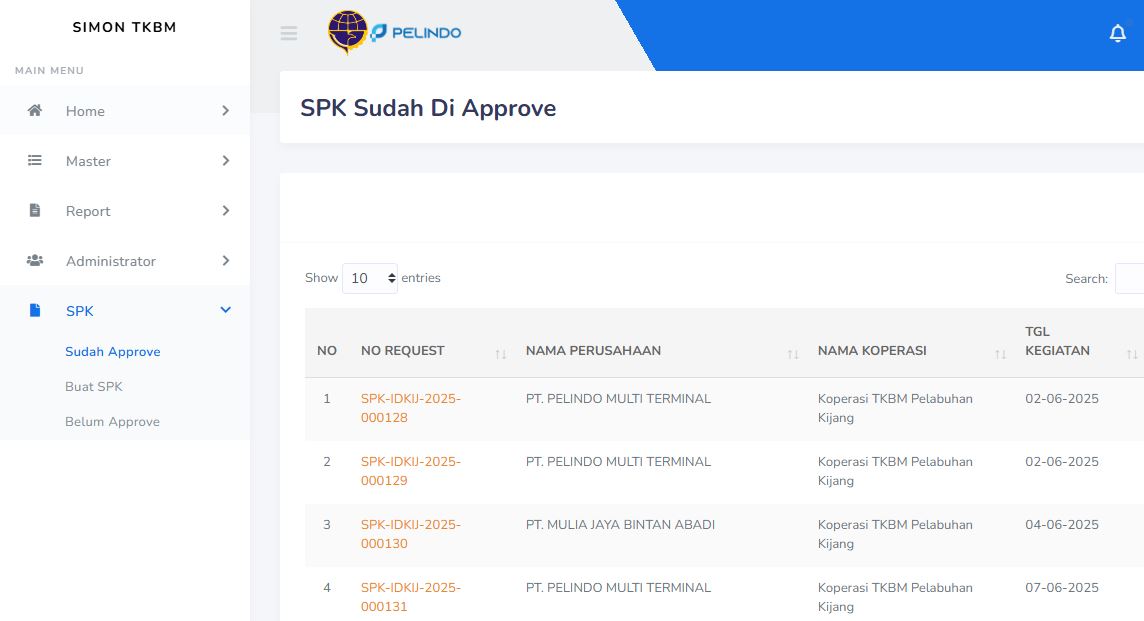 SIMON TKBM
MAIN MENU
Home
Master
Report
Administrator
SPK
Sudah Approve
Buat SPK
Belum Approve
PELINDO
SPK Sudah Di Approve
Show 10 entries
Search:
NO NO REQUEST NAMA PERUSAHAAN NAMA KOPERASI TGL
KEGIATAN
1 SPK-IDKIJ-2025- PT. PELINDO MULTI TERMINAL Koperasi TKBM Pelabuhan 02-06-2025
000128 Kijang
2 SPK-IDKIJ-2025- PT. PELINDO MULTI TERMINAL Koperasi TKBM Pelabuhan 02-06-2025
000129 Kijang
3 SPK-IDKIJ-2025- PT. MULIA JAYA BINTAN ABADI Koperasi TKBM Pelabuhan 04-06-2025
000130 Kijang
4 SPK-IDKIJ-2025- PT. PELINDO MULTI TERMINAL Koperasi TKBM Pelabuhan 07-06-2025
000131 Kijang